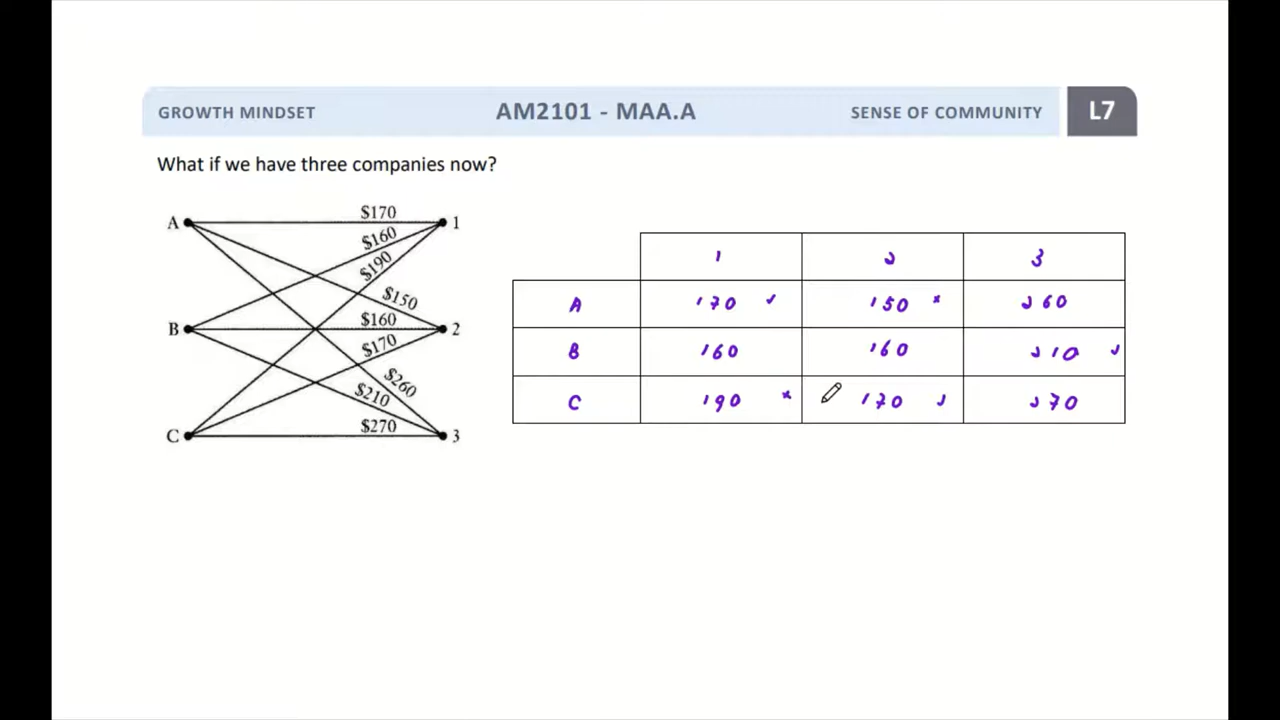 GROWTH MINDSET AM2101 - MAA.A SENSE OF COMMUNITY L7
What if we have three companies now?
A $170 1
$160
$190
$150
B $160 2
$170
$260
$210
C $270 3
1 2 3
A 170 ✓ 150 × 260
B 160 160 210 ✓
C 190 × 170 ✓ 270